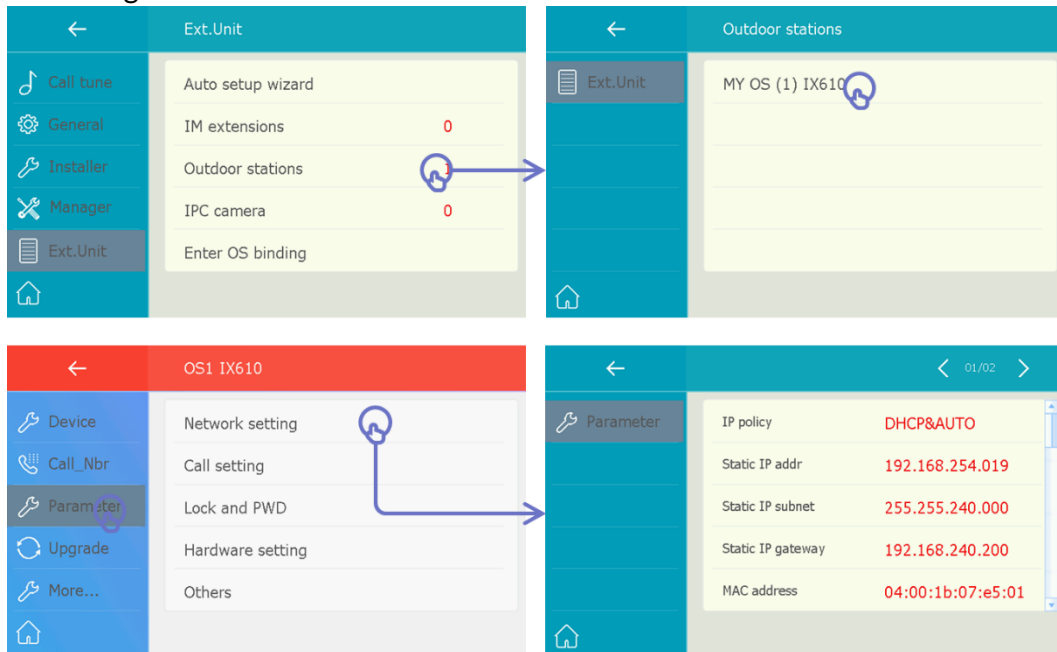 Ext.Unit
Call tune
General
Installer
Manager
Ext.Unit
Auto setup wizard
IM extensions 0
Outdoor stations 1
IPC camera 0
Enter OS binding
Outdoor stations
Ext.Unit
MY OS (1) IX610
OS1 IX610
Device
Call_Nbr
Parameter
Upgrade
More...
Network setting
Call setting
Lock and PWD
Hardware setting
Others
01/02
Parameter
IP policy DHCP&AUTO
Static IP addr 192.168.254.019
Static IP subnet 255.255.240.000
Static IP gateway 192.168.240.200
MAC address 04:00:1b:07:e5:01